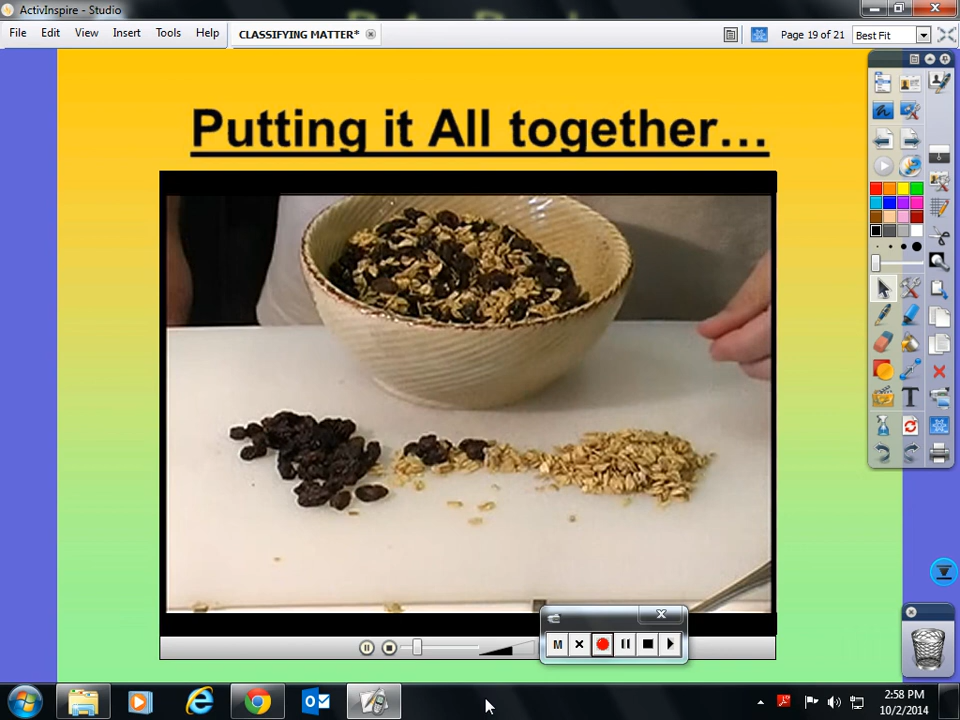 ActivInspire - Studio
File Edit View Insert Tools Help CLASSIFYING MATTER* Page 19 of 21 Best Fit
Putting it All together...
M
T
2:58 PM
10/2/2014